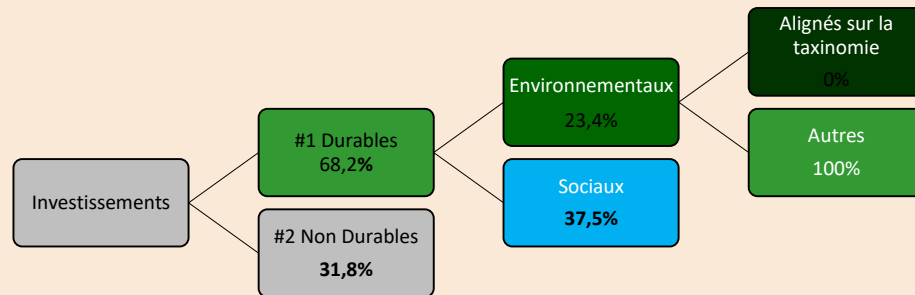 Alignés sur la
taxinomie
0%
Environnementaux
23,4%
Autres
100%
#1 Durables
68,2%
Sociaux
37,5%
Investissements
#2 Non Durables
31,8%